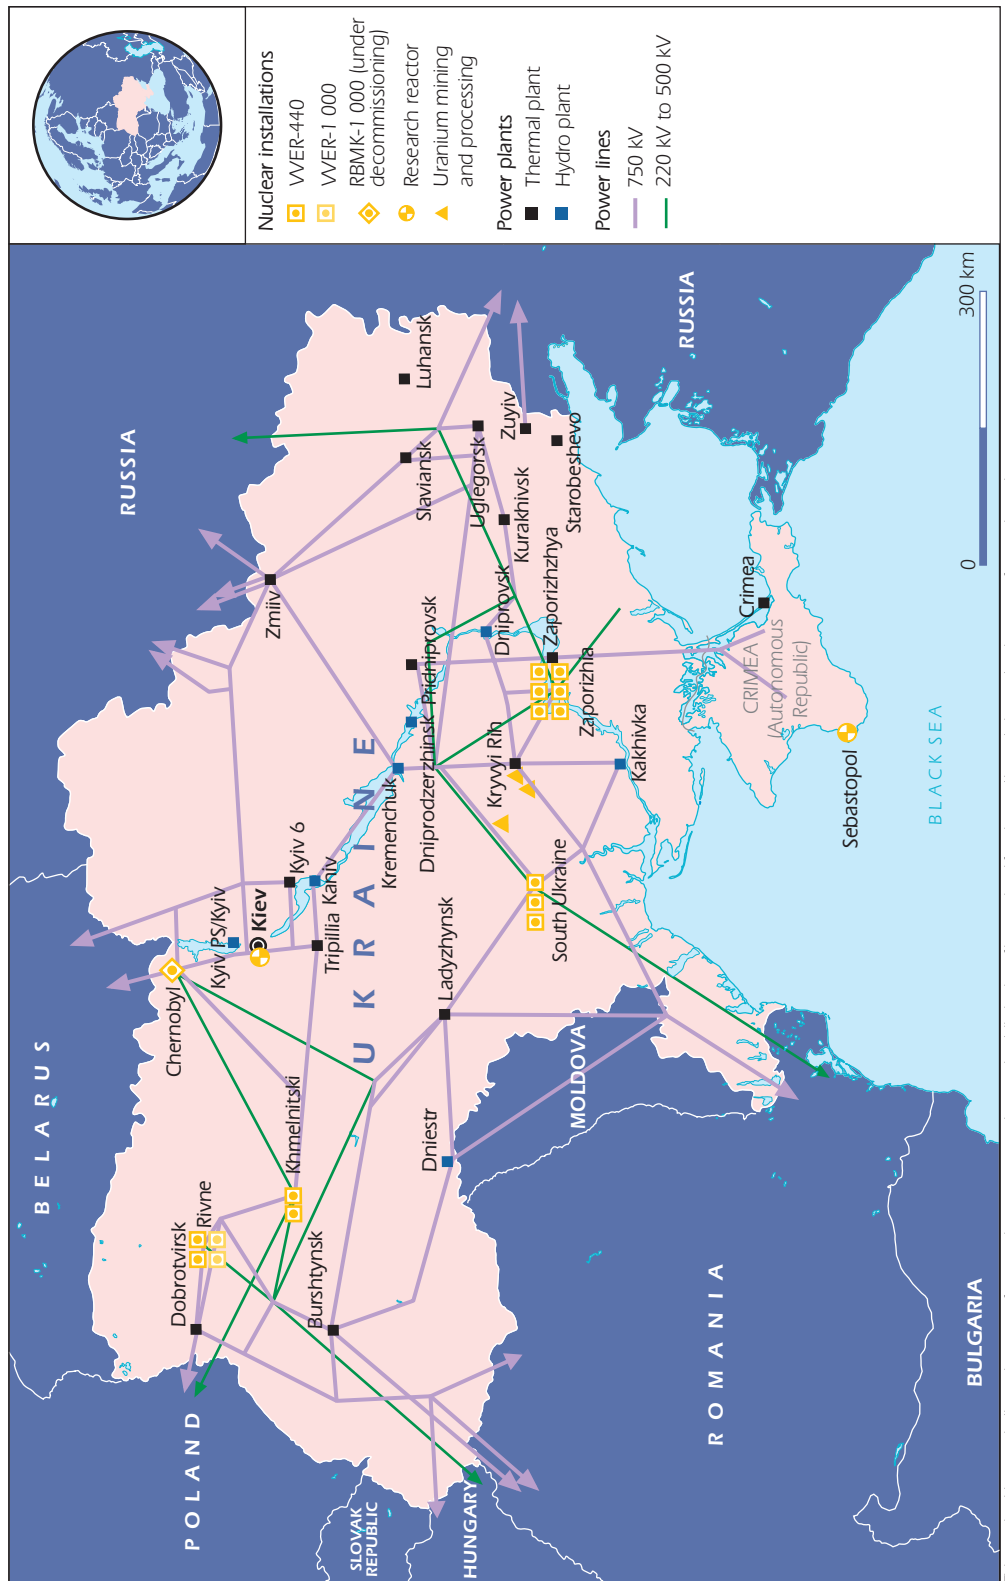 Nuclear installations
VVER-440
VVER-1 000
RBMK-1 000 (under
decommissioning)
Research reactor
Uranium mining
and processing
Power plants
Thermal plant
Hydro plant
Power lines
750 kV
220 kV to 500 kV
BELARUS
POLAND
SLOVAK
REPUBLIC
HUNGARY
ROMANIA
BULGARIA
MOLDOVA
RUSSIA
RUSSIA
UKRAINE
BLACK SEA
CRIMEA
(Autonomous
Republic)
Dobrotvirsk
Rivne
Khmelnitski
Burshtynsk
Chernobyl
Kyiv PS/Kyiv
Kiev
Kyiv 6
Tripillia
Kaniv
Ladyzhynsk
Dniestr
Kremenchuk
Dniprodzerzhinsk
Pridniprovsk
Zmiiv
Slaviansk
Luhansk
Uglegorsk
Zuyiv
Starobeshevo
Kurakhivsk
Dniprovsk
Zaporizhzhya
Zaporizhia
Kryvyi Rih
South Ukraine
Kakhivka
Crimea
Sebastopol
0
300 km